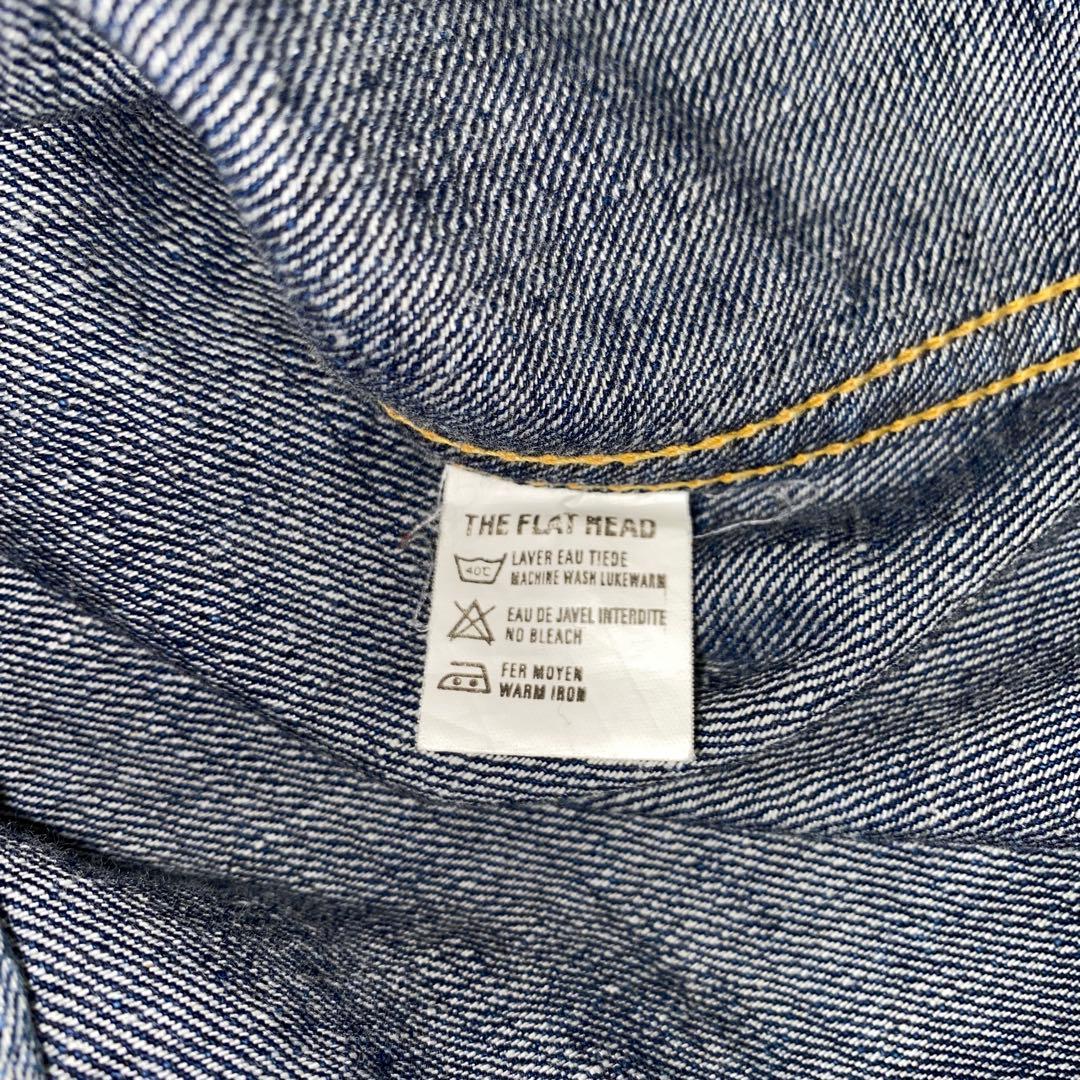 THE FLAT HEAD
40℃
LAVER EAU TIEDE
MACHINE WASH LUKEWARM
EAU DE JAVEL INTERDITE
NO BLEACH
FER MOYEN
WARM IRON